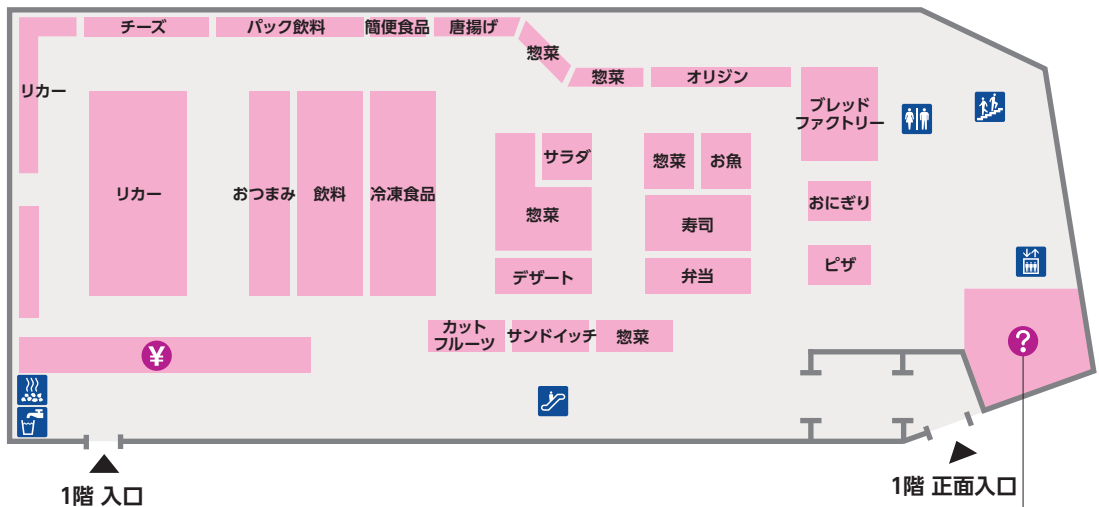 チーズ
パック飲料
簡便食品
唐揚げ
惣菜
惣菜
オリジン
ブレッド
ファクトリー
リカー
リカー
おつまみ
飲料
冷凍食品
サラダ
惣菜
惣菜
お魚
寿司
おにぎり
デザート
弁当
ピザ
カット
フルーツ
サンドイッチ
惣菜
¥
?
1階 入口
1階 正面入口